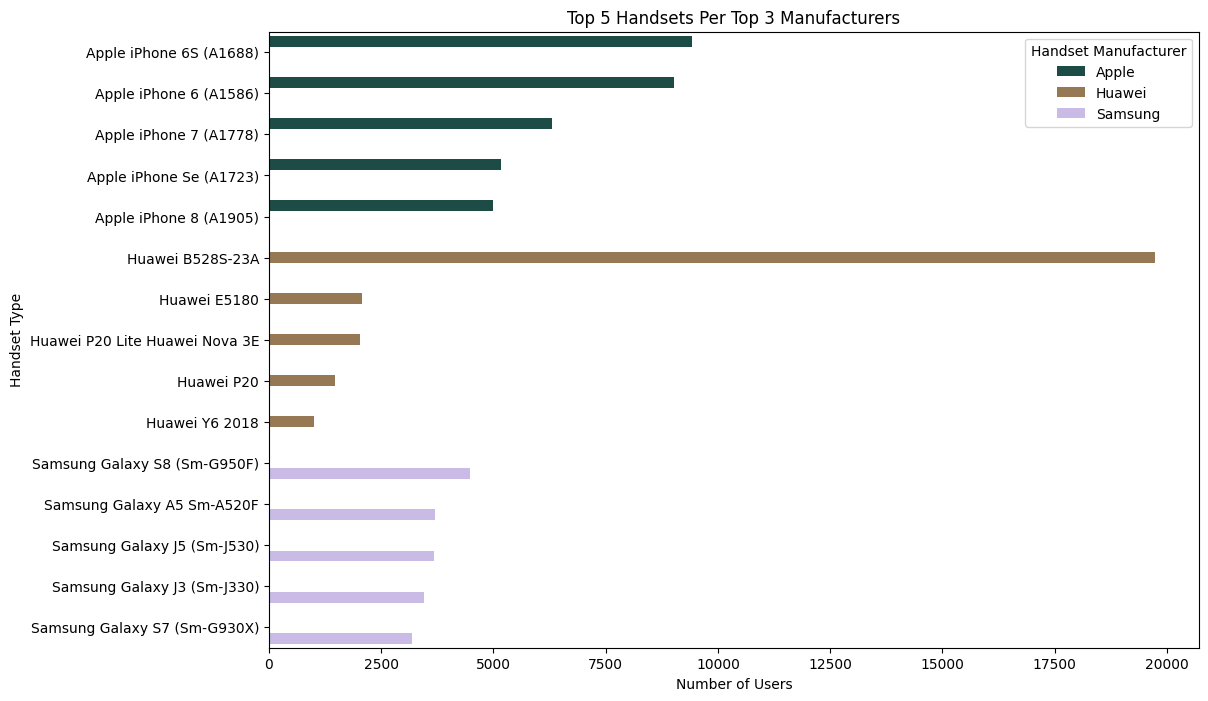 Top 5 Handsets Per Top 3 Manufacturers
Handset Manufacturer
Apple
Huawei
Samsung
Handset Type
Apple iPhone 6S (A1688)
Apple iPhone 6 (A1586)
Apple iPhone 7 (A1778)
Apple iPhone Se (A1723)
Apple iPhone 8 (A1905)
Huawei B528S-23A
Huawei E5180
Huawei P20 Lite Huawei Nova 3E
Huawei P20
Huawei Y6 2018
Samsung Galaxy S8 (Sm-G950F)
Samsung Galaxy A5 Sm-A520F
Samsung Galaxy J5 (Sm-J530)
Samsung Galaxy J3 (Sm-J330)
Samsung Galaxy S7 (Sm-G930X)
0 2500 5000 7500 10000 12500 15000 17500 20000
Number of Users